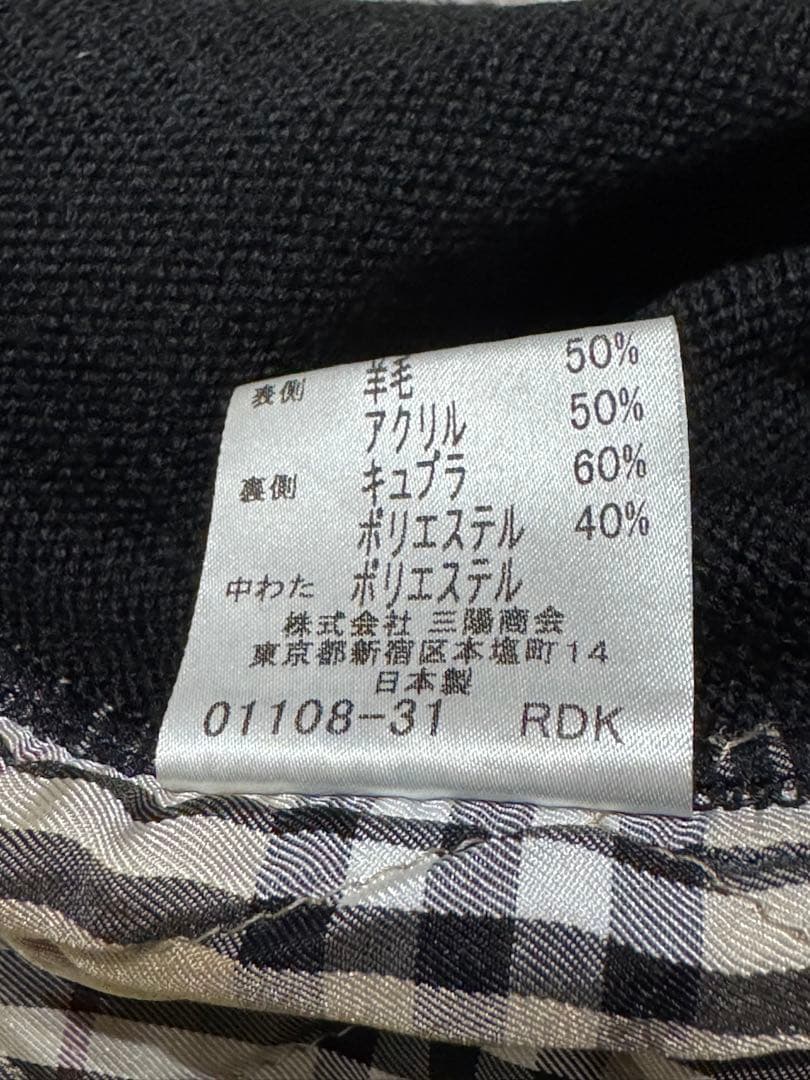 表側 羊毛 50%
アクリル 50%
裏側 キュプラ 60%
ポリエステル 40%
中わた ポリエステル
株式会社 三陽商会
東京都新宿区本塩町14
日本製
01108-31 RDK